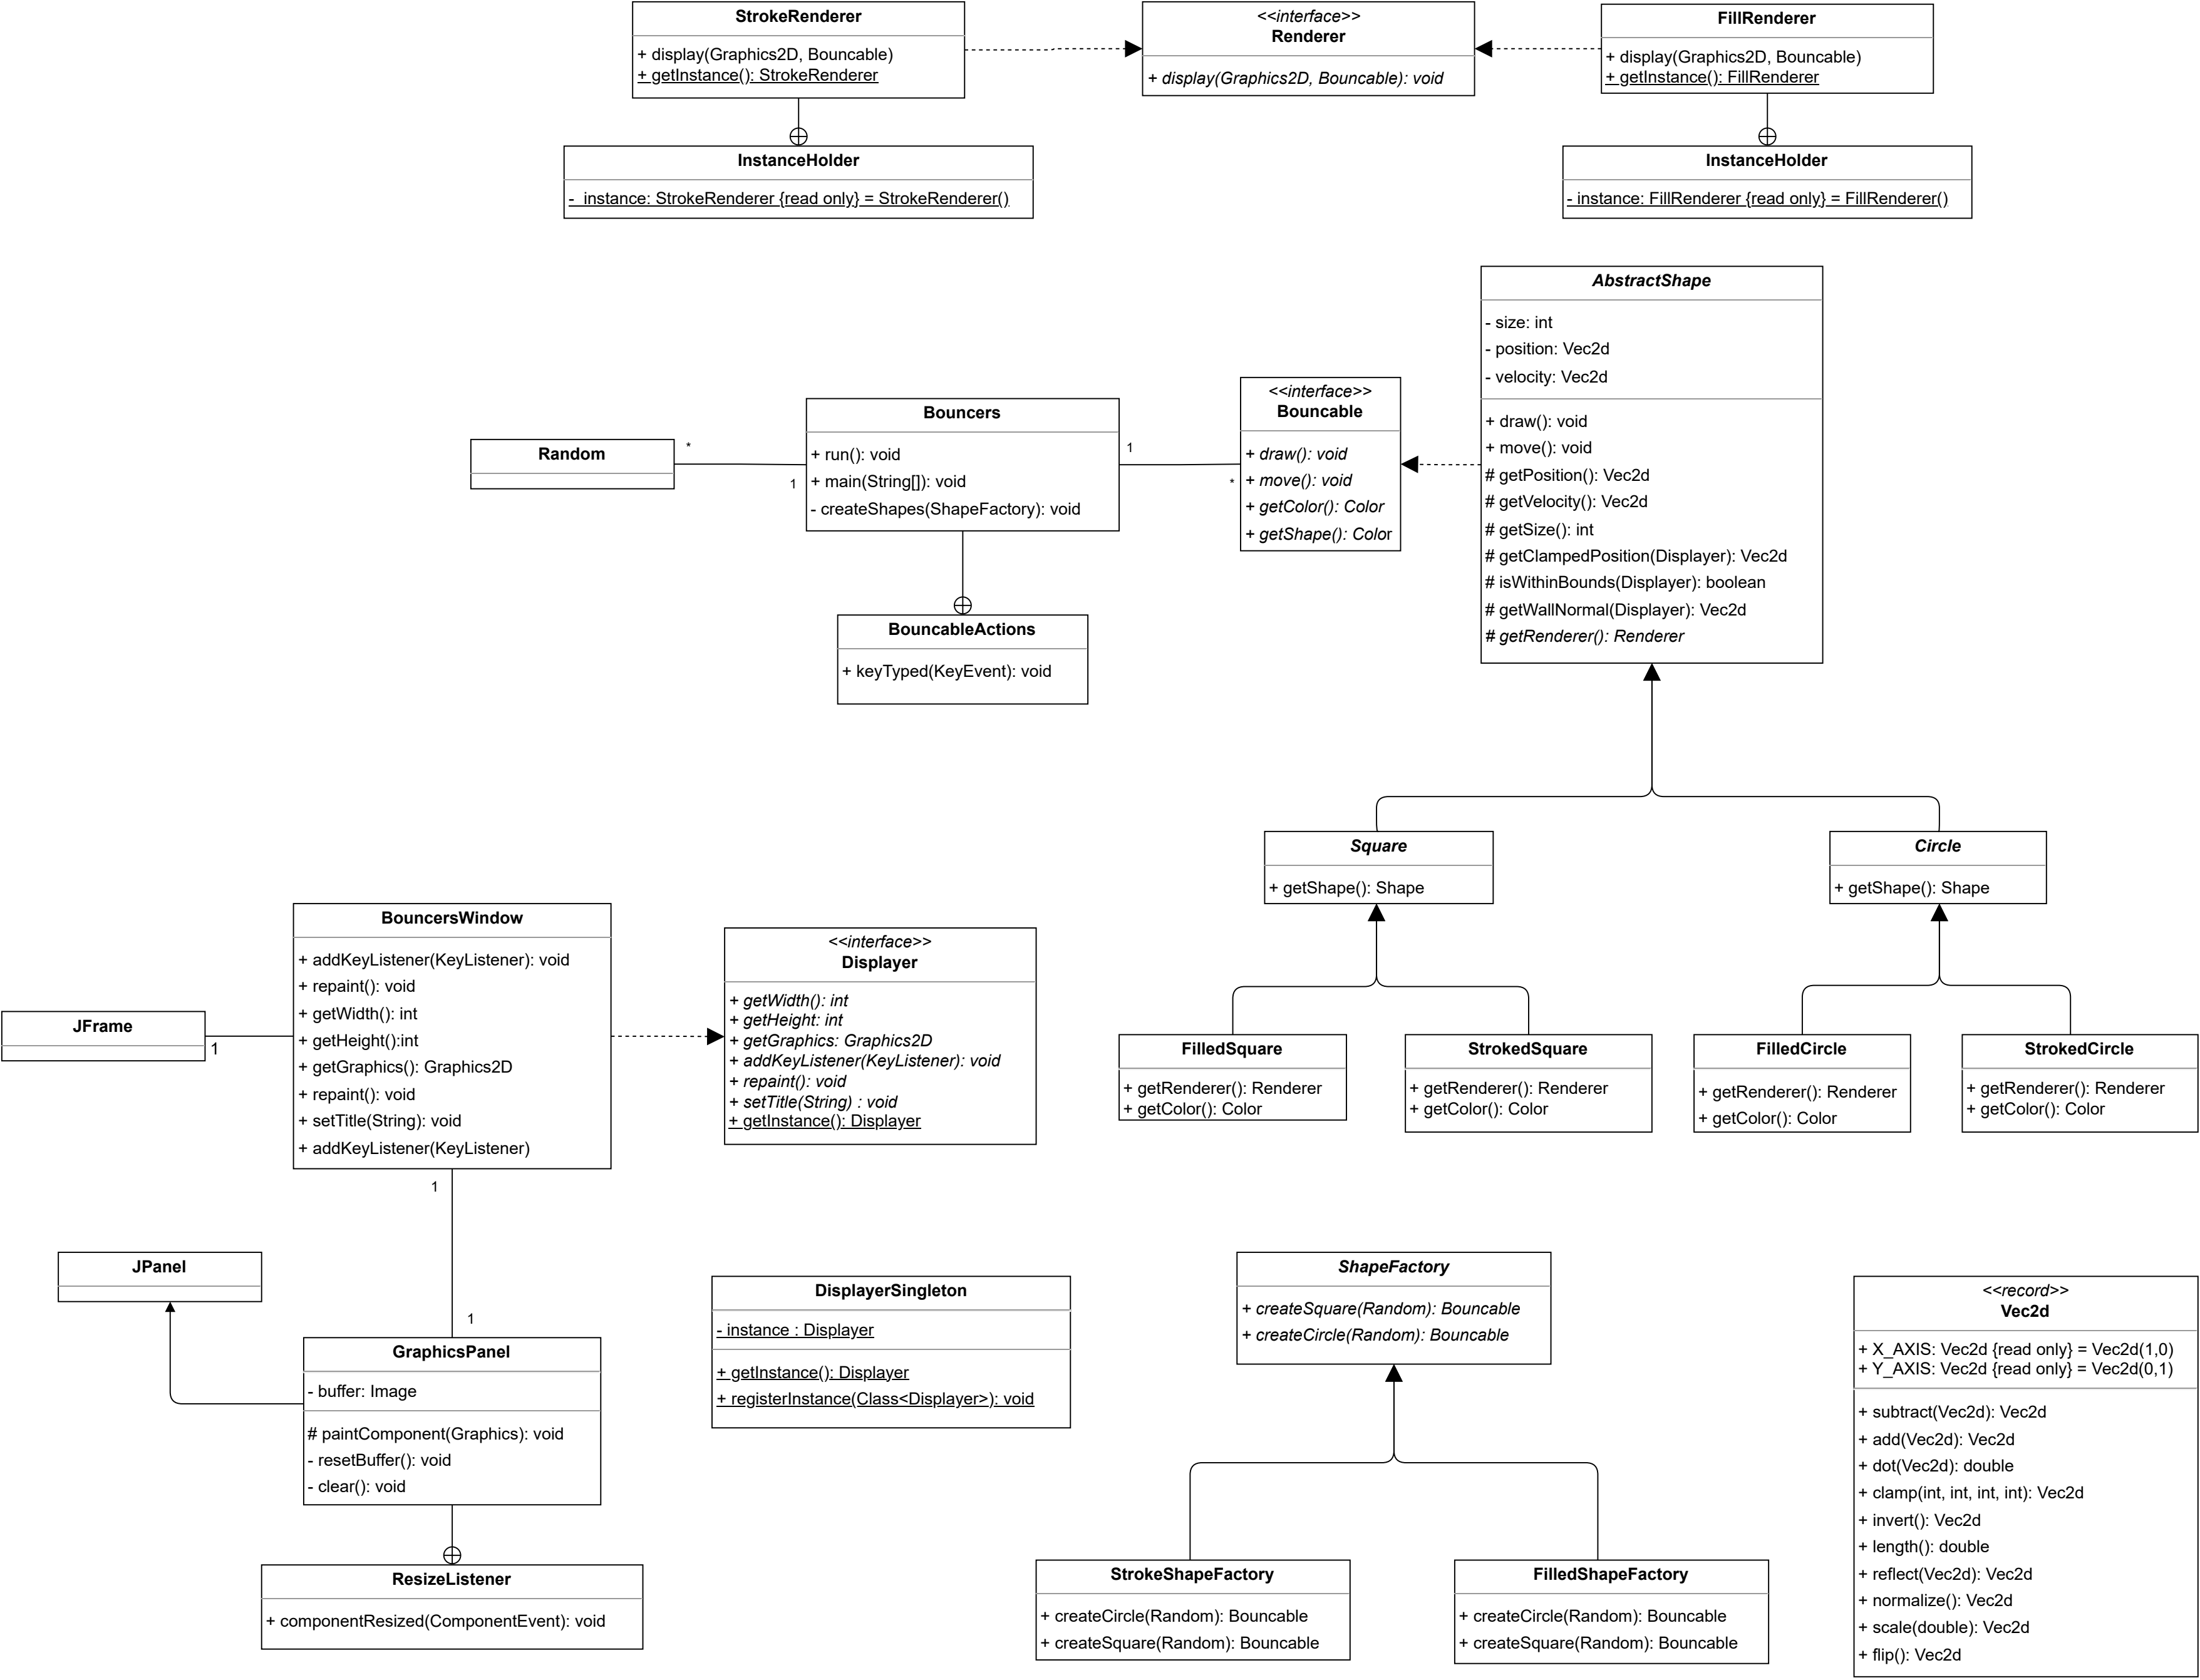 StrokeRenderer
+ display(Graphics2D, Bouncable)
+ getInstance(): StrokeRenderer
<<interface>>
Renderer
+ display(Graphics2D, Bouncable): void
FillRenderer
+ display(Graphics2D, Bouncable)
+ getInstance(): FillRenderer
InstanceHolder
- instance: StrokeRenderer {read only} = StrokeRenderer()
InstanceHolder
- instance: FillRenderer {read only} = FillRenderer()
AbstractShape
- size: int
- position: Vec2d
- velocity: Vec2d
+ draw(): void
+ move(): void
# getPosition(): Vec2d
# getVelocity(): Vec2d
# getSize(): int
# getClampedPosition(Displayer): Vec2d
# isWithinBounds(Displayer): boolean
# getWallNormal(Displayer): Vec2d
# getRenderer(): Renderer
Random
*
1
Bouncers
+ run(): void
+ main(String[]): void
- createShapes(ShapeFactory): void
1
*
<<interface>>
Bouncable
+ draw(): void
+ move(): void
+ getColor(): Color
+ getShape(): Color
BouncableActions
+ keyTyped(KeyEvent): void
Square
+ getShape(): Shape
Circle
+ getShape(): Shape
FilledSquare
+ getRenderer(): Renderer
+ getColor(): Color
StrokedSquare
+ getRenderer(): Renderer
+ getColor(): Color
FilledCircle
+ getRenderer(): Renderer
+ getColor(): Color
StrokedCircle
+ getRenderer(): Renderer
+ getColor(): Color
JFrame
1
BouncersWindow
+ addKeyListener(KeyListener): void
+ repaint(): void
+ getWidth(): int
+ getHeight():int
+ getGraphics(): Graphics2D
+ repaint(): void
+ setTitle(String): void
+ addKeyListener(KeyListener)
<<interface>>
Displayer
+ getWidth(): int
+ getHeight: int
+ getGraphics: Graphics2D
+ addKeyListener(KeyListener): void
+ repaint(): void
+ setTitle(String) : void
+ getInstance(): Displayer
1
1
JPanel
GraphicsPanel
- buffer: Image
# paintComponent(Graphics): void
- resetBuffer(): void
- clear(): void
ResizeListener
+ componentResized(ComponentEvent): void
DisplayerSingleton
- instance : Displayer
+ getInstance(): Displayer
+ registerInstance(Class<Displayer>): void
ShapeFactory
+ createSquare(Random): Bouncable
+ createCircle(Random): Bouncable
StrokeShapeFactory
+ createCircle(Random): Bouncable
+ createSquare(Random): Bouncable
FilledShapeFactory
+ createCircle(Random): Bouncable
+ createSquare(Random): Bouncable
<<record>>
Vec2d
+ X_AXIS: Vec2d {read only} = Vec2d(1,0)
+ Y_AXIS: Vec2d {read only} = Vec2d(0,1)
+ subtract(Vec2d): Vec2d
+ add(Vec2d): Vec2d
+ dot(Vec2d): double
+ clamp(int, int, int, int): Vec2d
+ invert(): Vec2d
+ length(): double
+ reflect(Vec2d): Vec2d
+ normalize(): Vec2d
+ scale(double): Vec2d
+ flip(): Vec2d